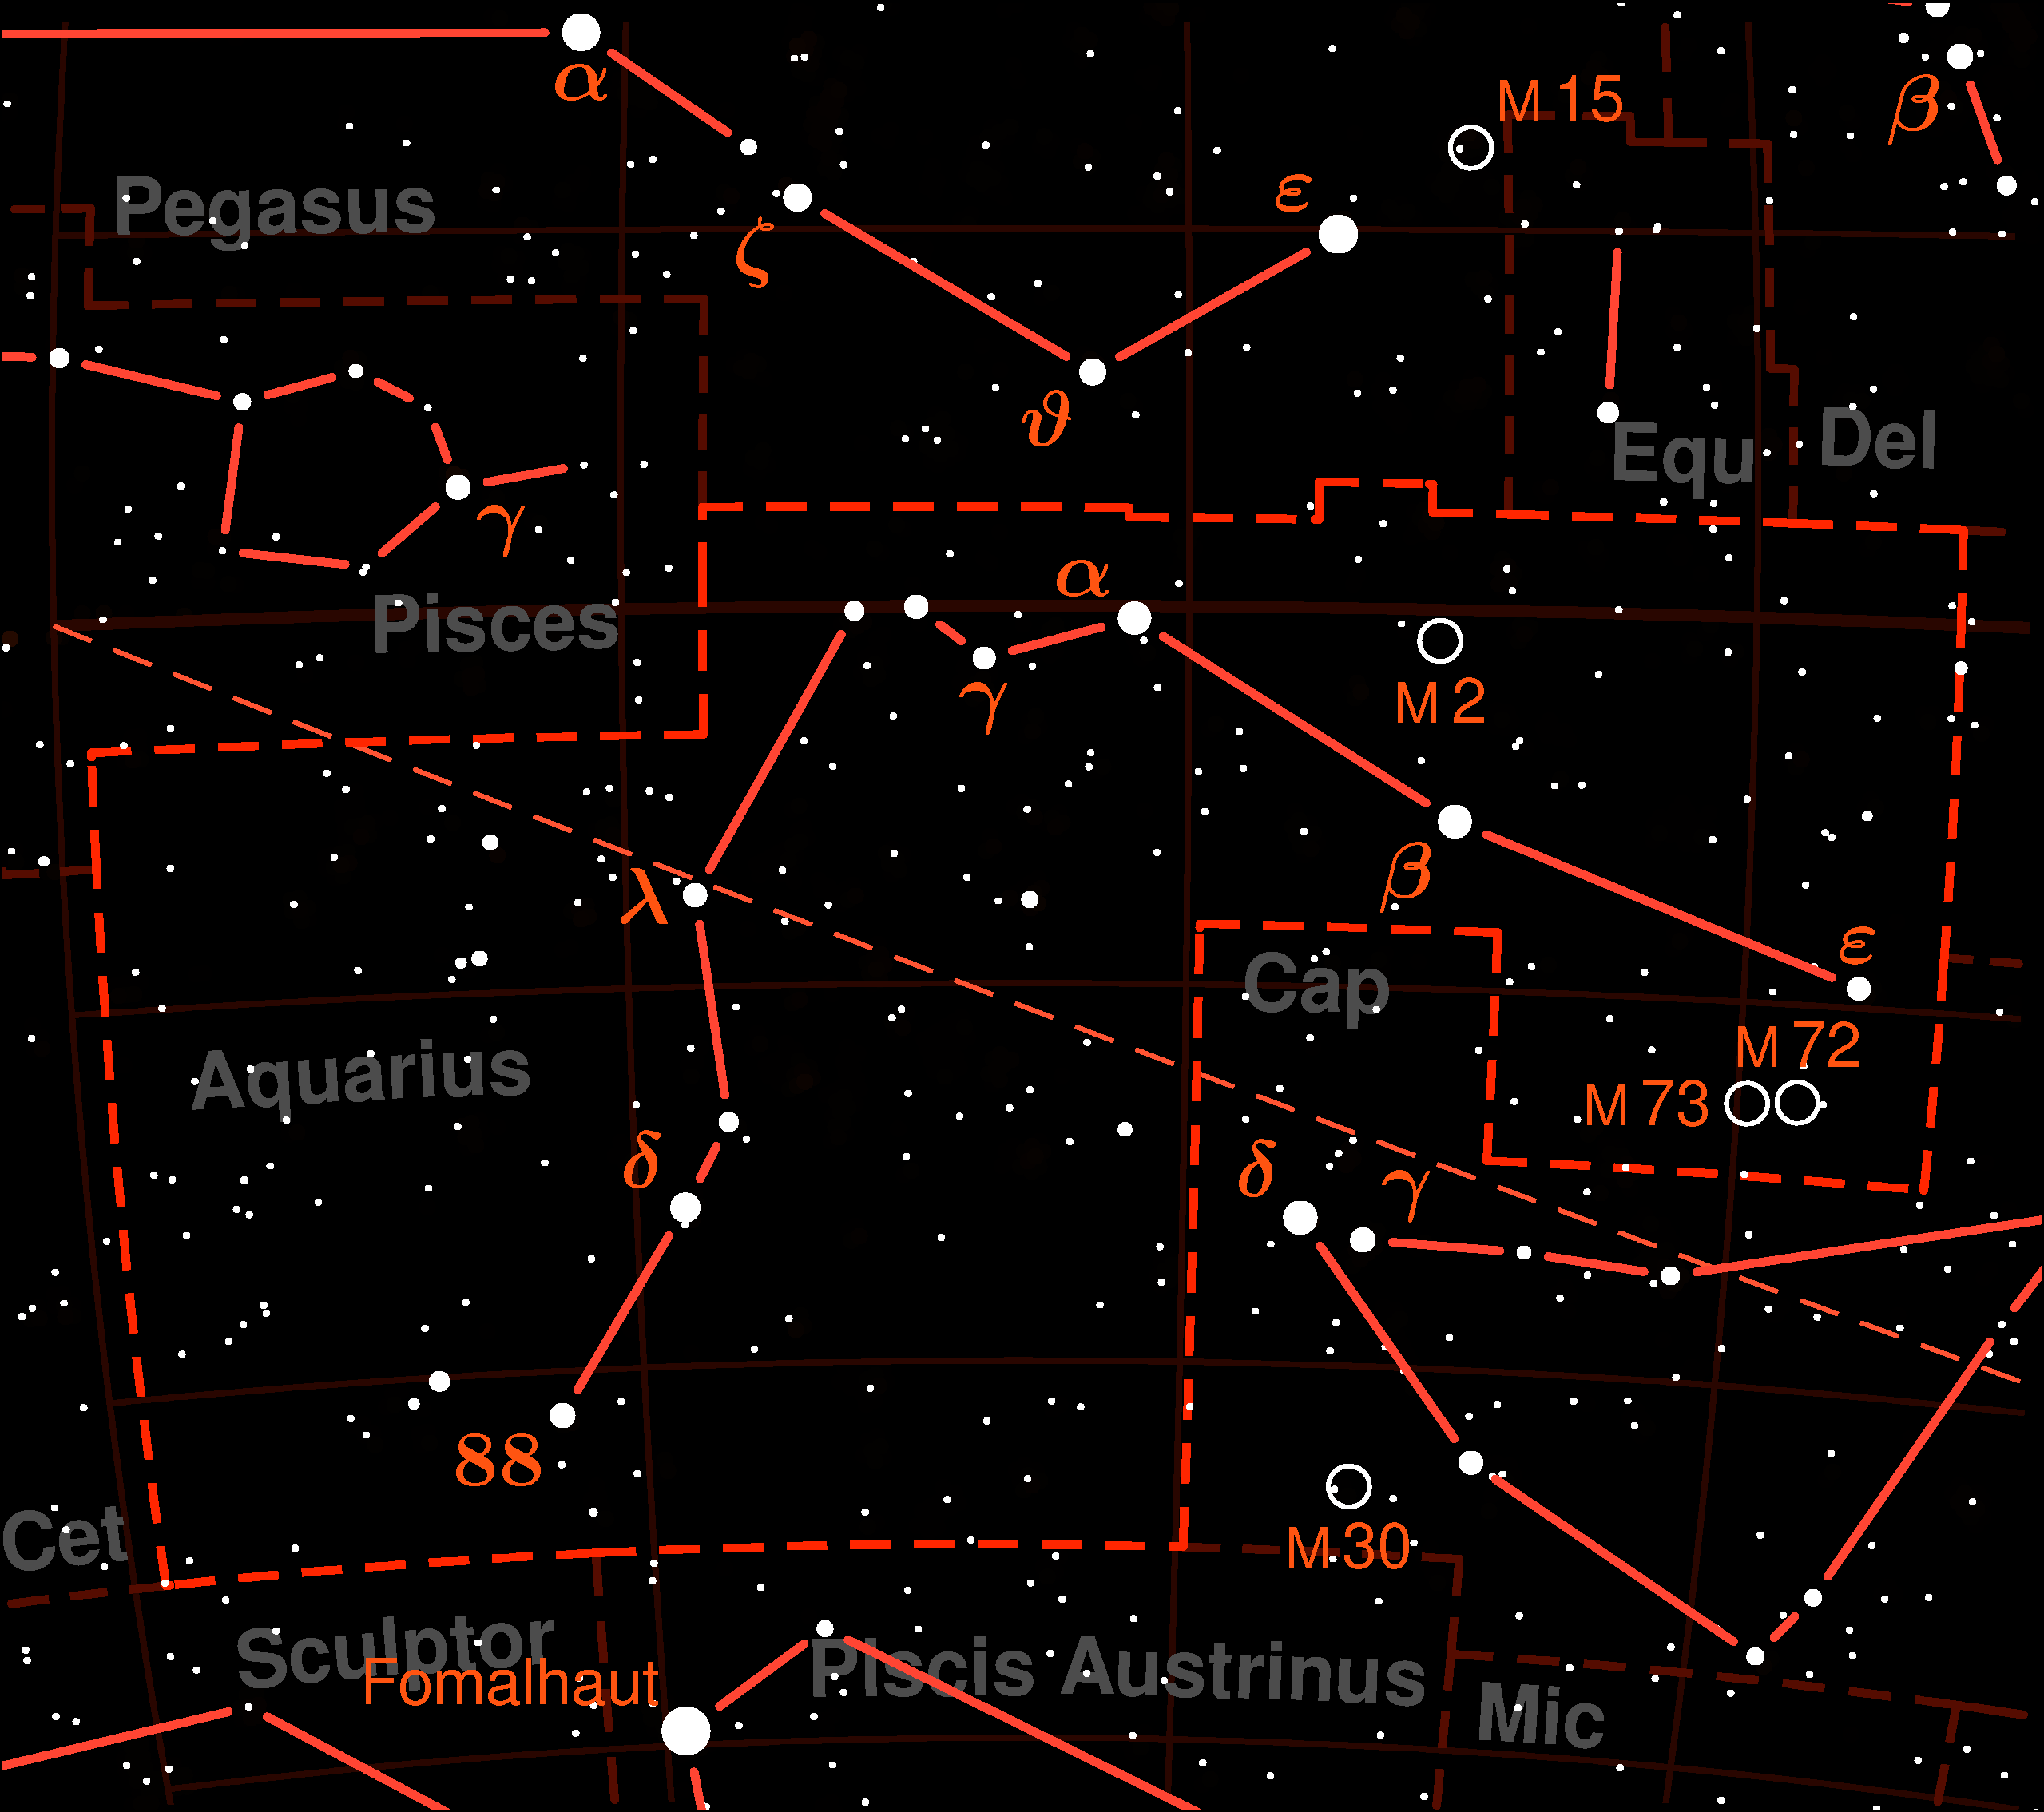 α
M 15
β
Pegasus
ε
ζ
ϑ
Equ
Del
γ
α
Pisces
γ
M 2
β
λ
ε
Cap
Aquarius
M 72
M 73
δ
δ
γ
88
Cet
M 30
Sculptor
Fomalhaut
PIscis Austrinus
Mic